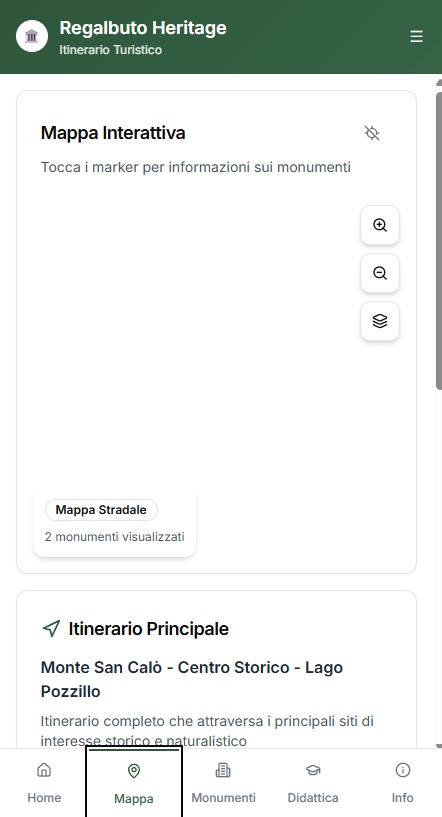 Regalbuto Heritage
Itinerario Turistico
Mappa Interattiva
Tocca i marker per informazioni sui monumenti
Mappa Stradale
2 monumenti visualizzati
Itinerario Principale
Monte San Calò - Centro Storico - Lago
Pozzillo
Itinerario completo che attraversa i principali siti di
interesse storico e naturalistico
Home
Mappa
Monumenti
Didattica
Info